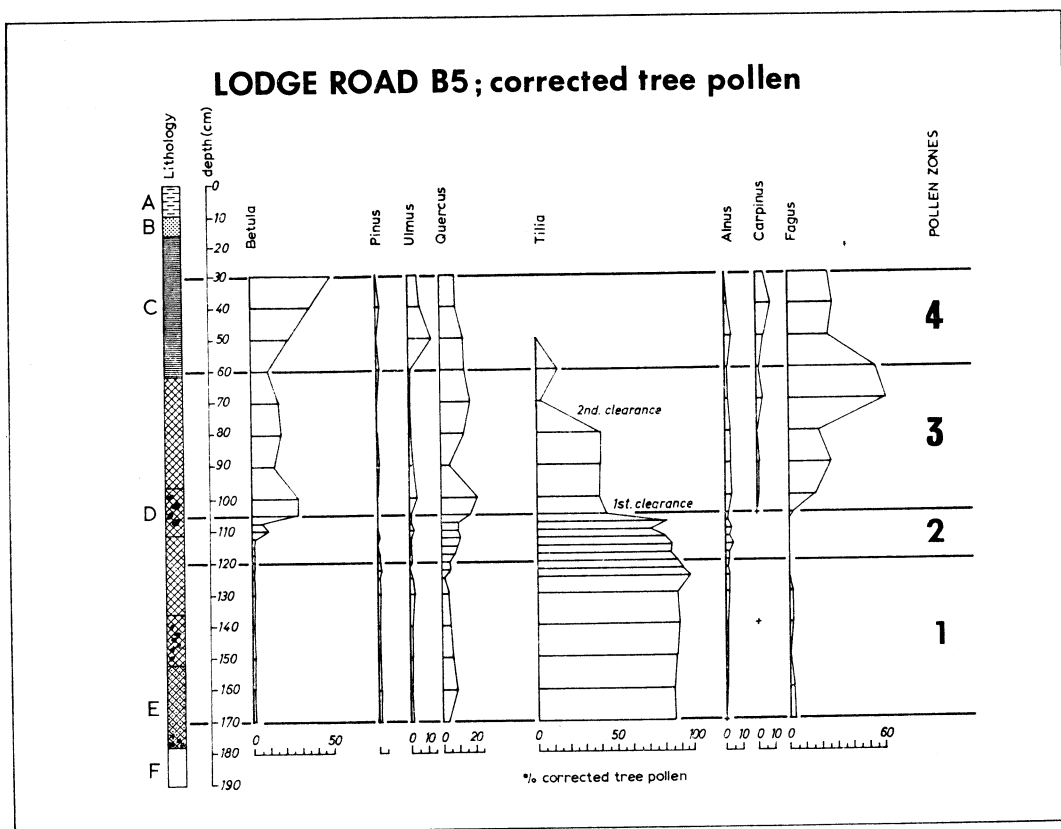 LODGE ROAD B5; corrected tree pollen
Lithology
depth (cm)
Betula
Pinus
Ulmus
Quercus
Tilia
Alnus
Carpinus
Fagus
POLLEN ZONES
A
B
C
D
E
F
0
10
20
30
40
50
60
70
80
90
100
110
120
130
140
150
160
170
180
190
2nd. clearance
1st. clearance
4
3
2
1
0 50
0 10
0 20
0 100
0 10
0 10
0 60
% corrected tree pollen